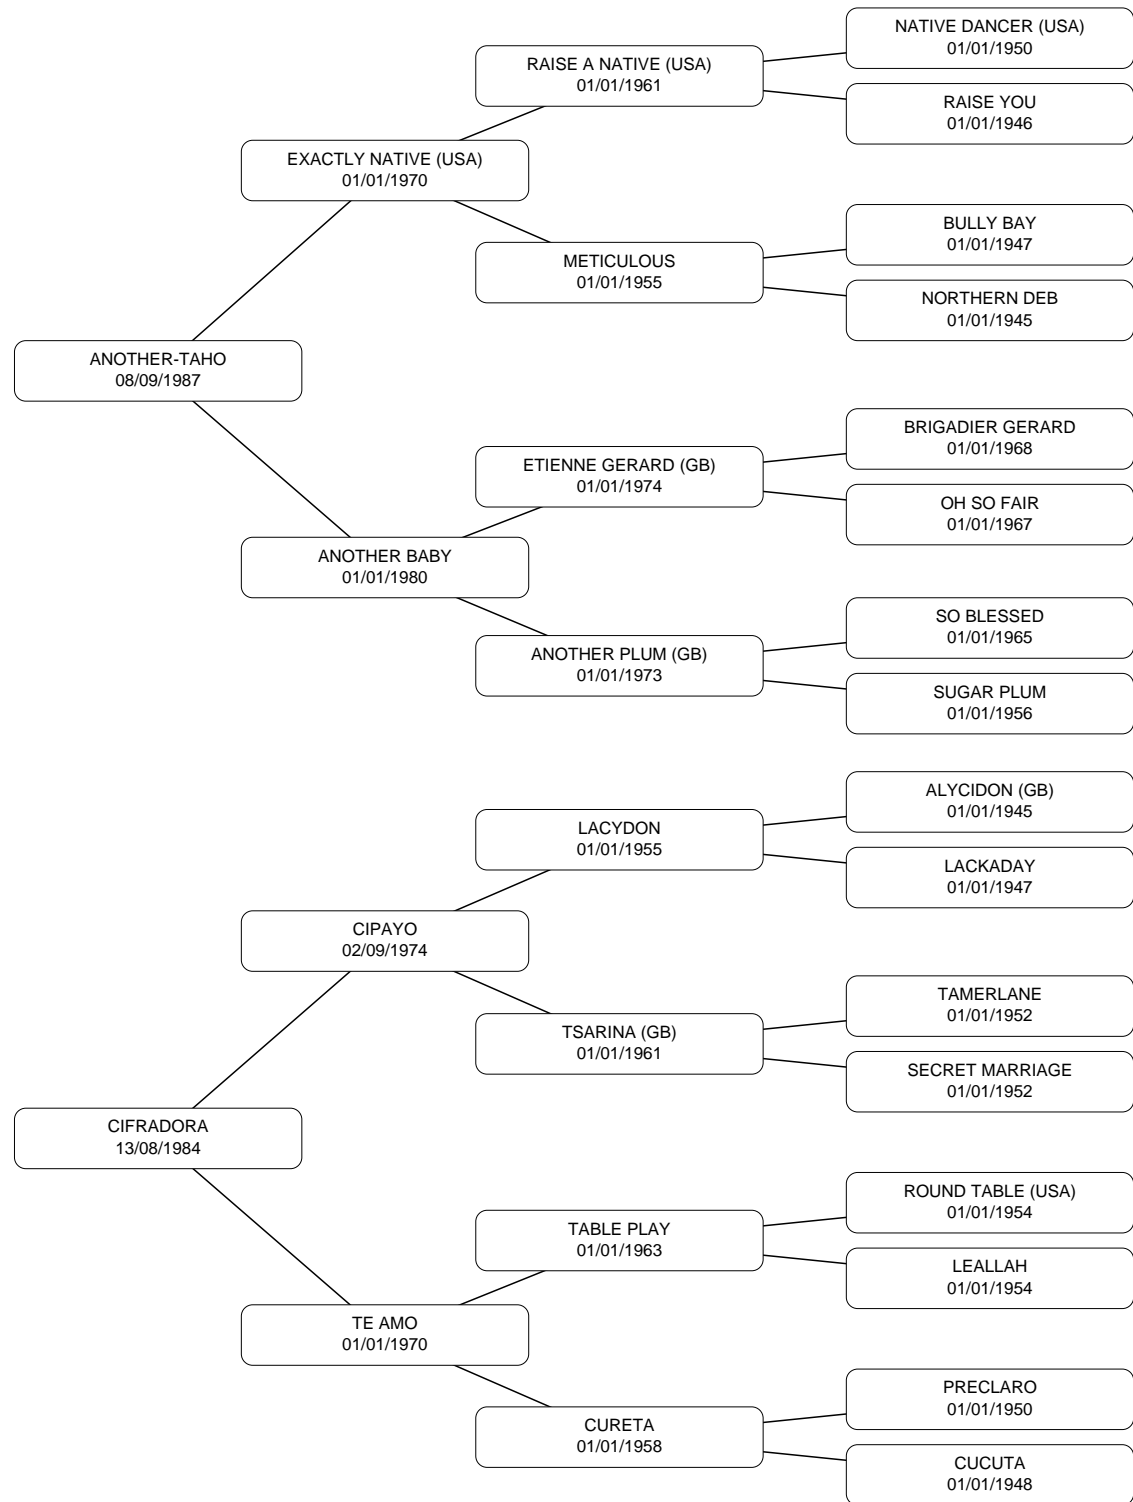 NATIVE DANCER (USA)
01/01/1950
RAISE A NATIVE (USA)
01/01/1961
RAISE YOU
01/01/1946
EXACTLY NATIVE (USA)
01/01/1970
BULLY BAY
01/01/1947
METICULOUS
01/01/1955
NORTHERN DEB
01/01/1945
ANOTHER-TAHO
08/09/1987
BRIGADIER GERARD
01/01/1968
ETIENNE GERARD (GB)
01/01/1974
OH SO FAIR
01/01/1967
ANOTHER BABY
01/01/1980
SO BLESSED
01/01/1965
ANOTHER PLUM (GB)
01/01/1973
SUGAR PLUM
01/01/1956
ALYCIDON (GB)
01/01/1945
LACYDON
01/01/1955
LACKADAY
01/01/1947
CIPAYO
02/09/1974
TAMERLANE
01/01/1952
TSARINA (GB)
01/01/1961
SECRET MARRIAGE
01/01/1952
CIFRADORA
13/08/1984
ROUND TABLE (USA)
01/01/1954
TABLE PLAY
01/01/1963
LEALLAH
01/01/1954
TE AMO
01/01/1970
PRECLARO
01/01/1950
CURETA
01/01/1958
CUCUTA
01/01/1948